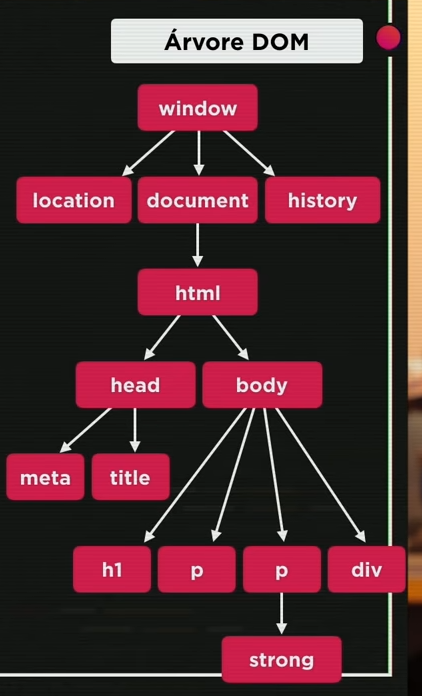 Árvore DOM
window
location document history
html
head body
meta title
h1 p p div
strong